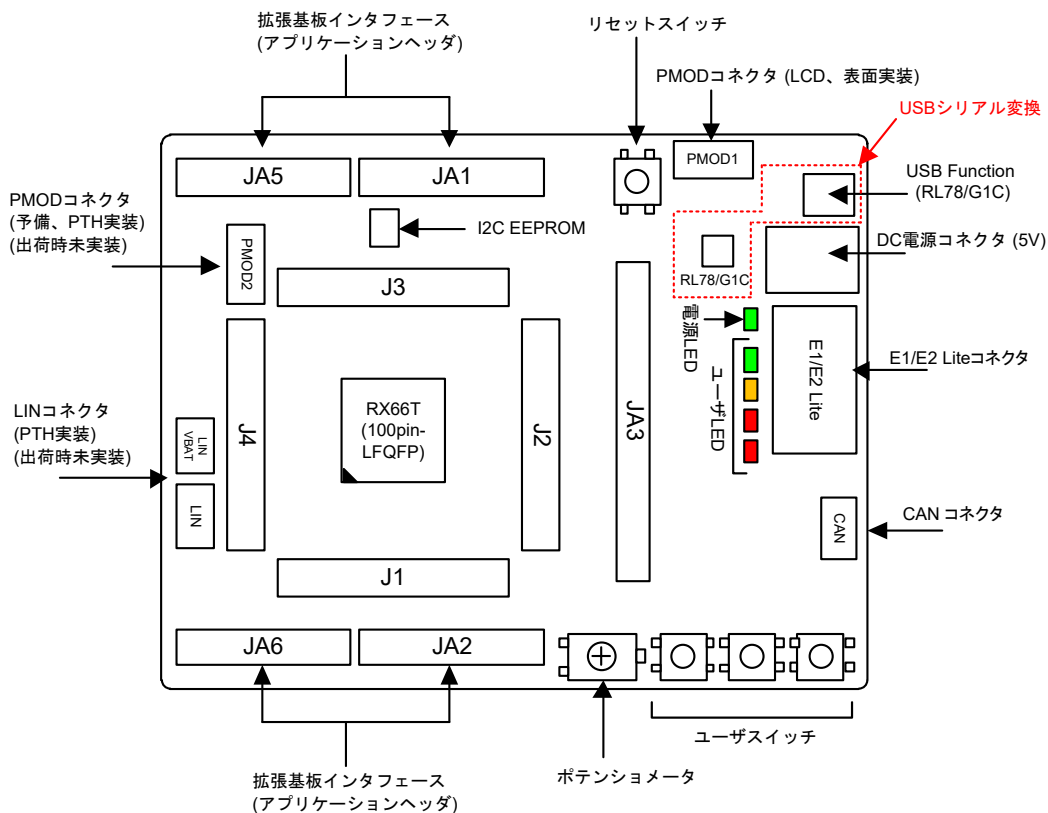 拡張基板インタフェース
(アプリケーションヘッダ)
リセットスイッチ
PMODコネクタ (LCD、表面実装)
USBシリアル変換
JA5
JA1
PMOD1
USB Function
(RL78/G1C)
PMODコネクタ
(予備、PTH実装)
(出荷時未実装)
I2C EEPROM
PMOD2
DC電源コネクタ (5V)
RL78/G1C
J3
電源LED
E1/E2 Lite
E1/E2 Liteコネクタ
ユーザLED
RX66T
(100pin-
LFQFP)
J4
J2
JA3
LINコネクタ
(PTH実装)
(出荷時未実装)
LIN
VBAT
LIN
CAN
CAN コネクタ
J1
JA6
JA2
ユーザスイッチ
ポテンショメータ
拡張基板インタフェース
(アプリケーションヘッダ)